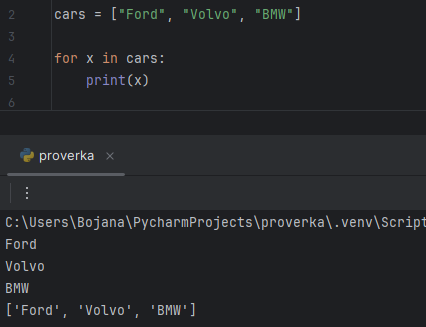 2 cars = ["Ford", "Volvo", "BMW"]
3
4 for x in cars:
5 print(x)
6
proverka ×
C:\Users\Bojana\PycharmProjects\proverka\.venv\Script
Ford
Volvo
BMW
['Ford', 'Volvo', 'BMW']